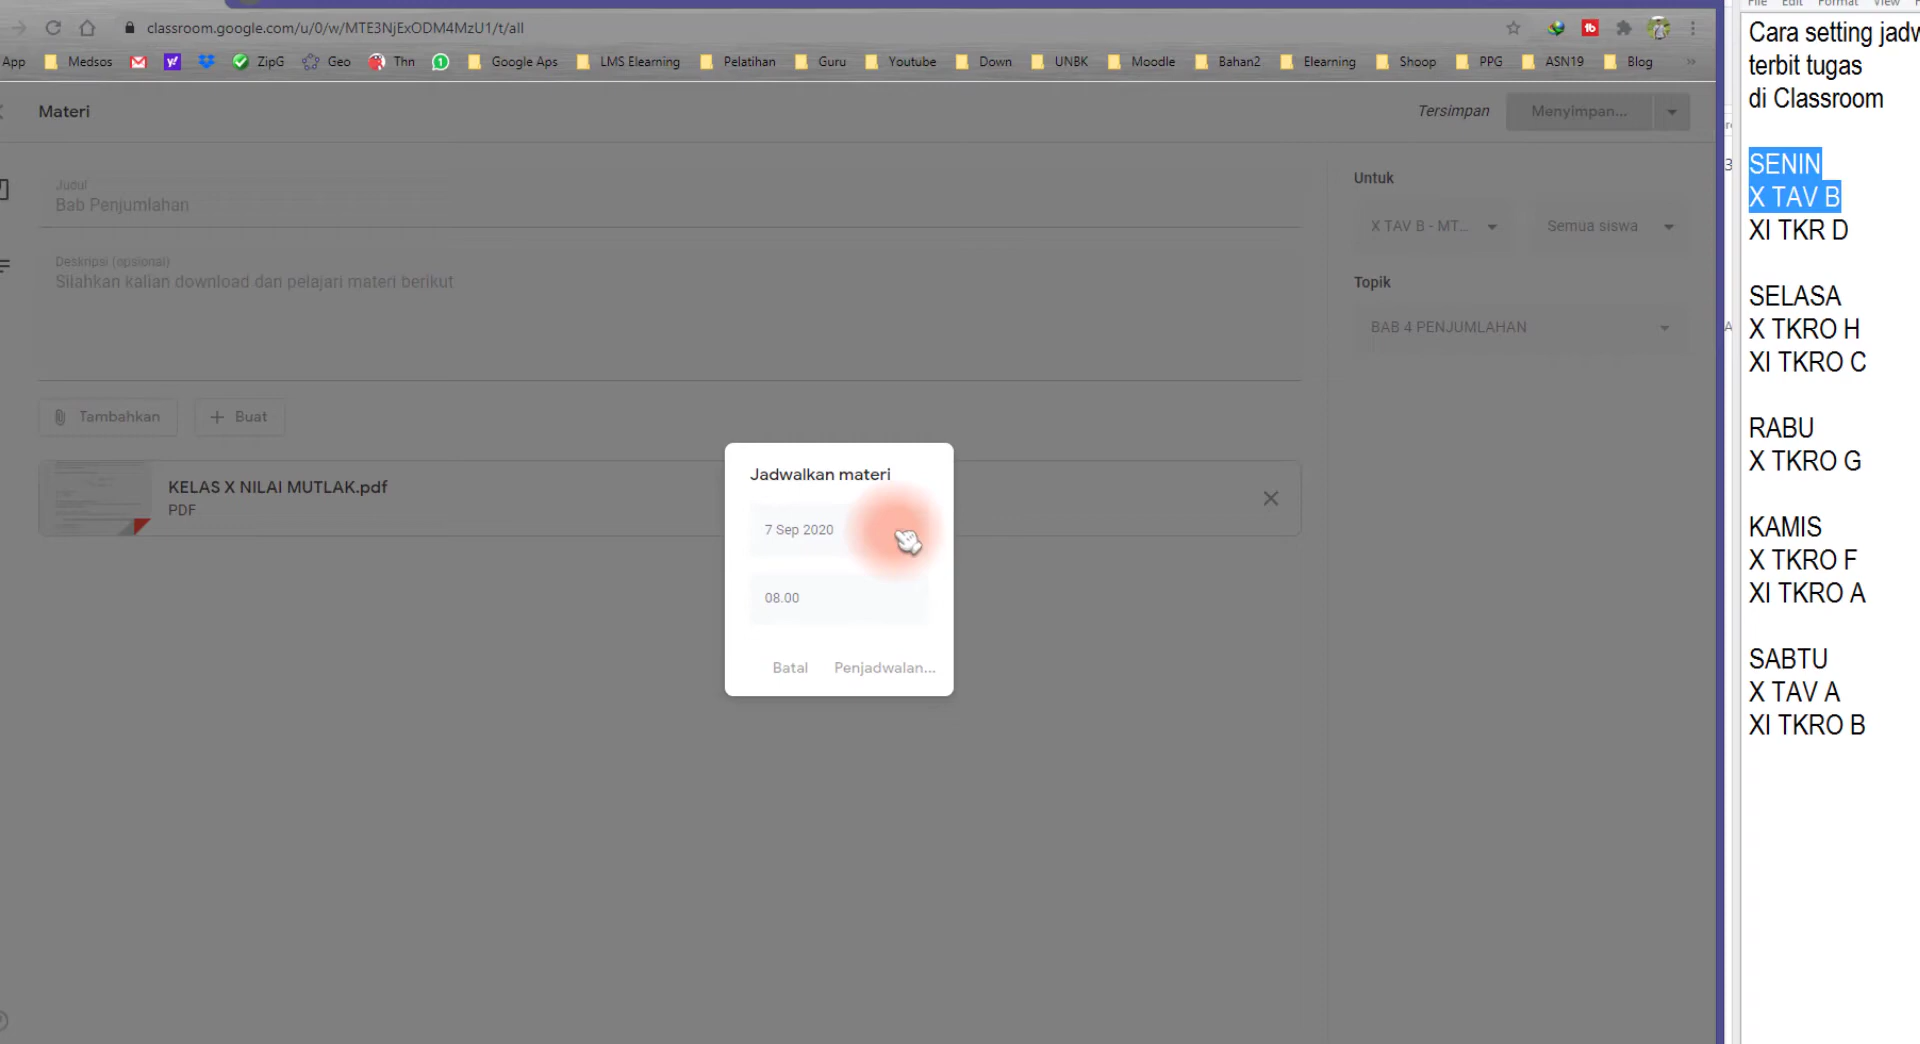 classroom.google.com/u/0/w/MTE3NjExODM4MzU1/t/all
App Medsos ZipG Geo Thn Google Aps LMS Elearning Pelatihan Guru Youtube Down UNBK Moodle Bahan2 Elearning Shoop PPG ASN19 Blog »
Materi
Tersimpan
Menyimpan...
Judul
Bab Penjumlahan
Deskripsi (opsional)
Silahkan kalian download dan pelajari materi berikut
Tambahkan
Buat
KELAS X NILAI MUTLAK.pdf
PDF
Untuk
X TAV B - MT...
Semua siswa
Topik
BAB 4 PENJUMLAHAN
Jadwalkan materi
7 Sep 2020
08.00
Batal
Penjadwalan...
File Edit Format View
Cara setting jadw
terbit tugas
di Classroom
SENIN
X TAV B
XI TKR D
SELASA
X TKRO H
XI TKRO C
RABU
X TKRO G
KAMIS
X TKRO F
XI TKRO A
SABTU
X TAV A
XI TKRO B